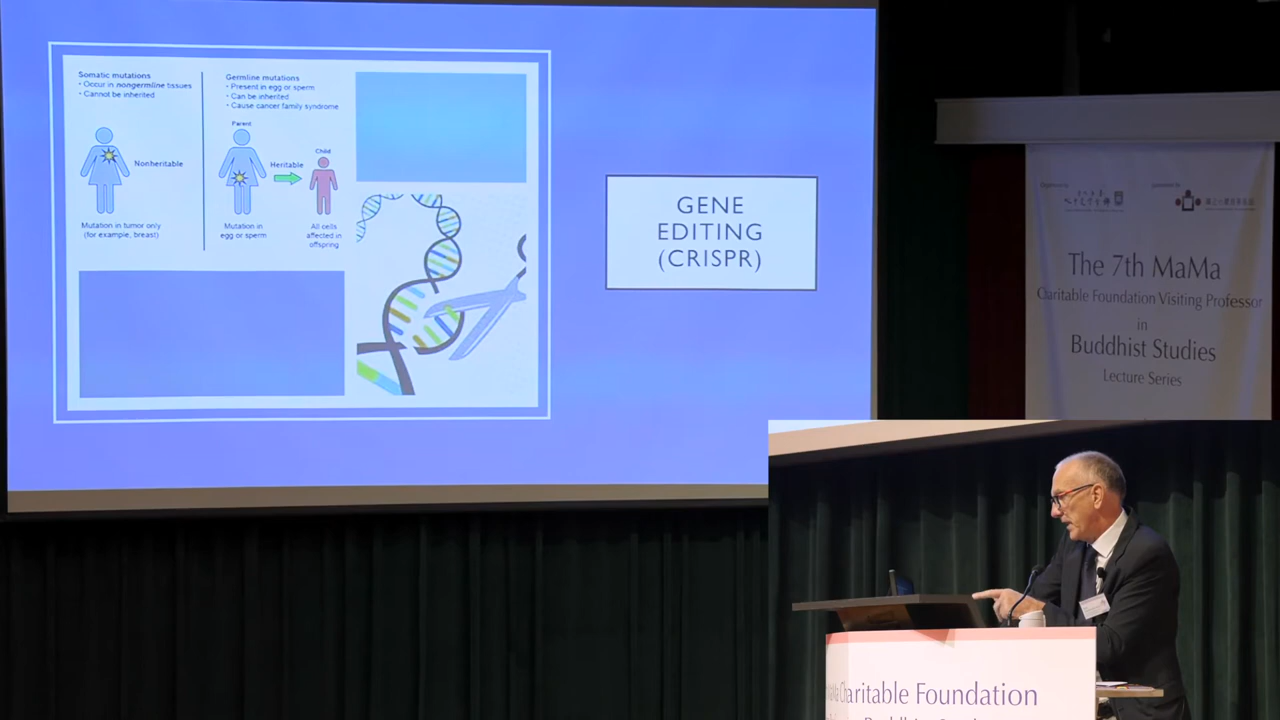 Somatic mutations
• Occur in nongermline tissues
• Cannot be inherited
Nonheritable
Mutation in tumor only
(for example, breast)
Germline mutations
• Present in egg or sperm
• Can be inherited
• Cause cancer family syndrome
Parent
Heritable
Child
Mutation in
egg or sperm
All cells
affected in
offspring
GENE
EDITING
(CRISPR)
The 7th MaMa
Charitable Foundation Visiting Professor
in
Buddhist Studies
Lecture Series
Charitable Foundation